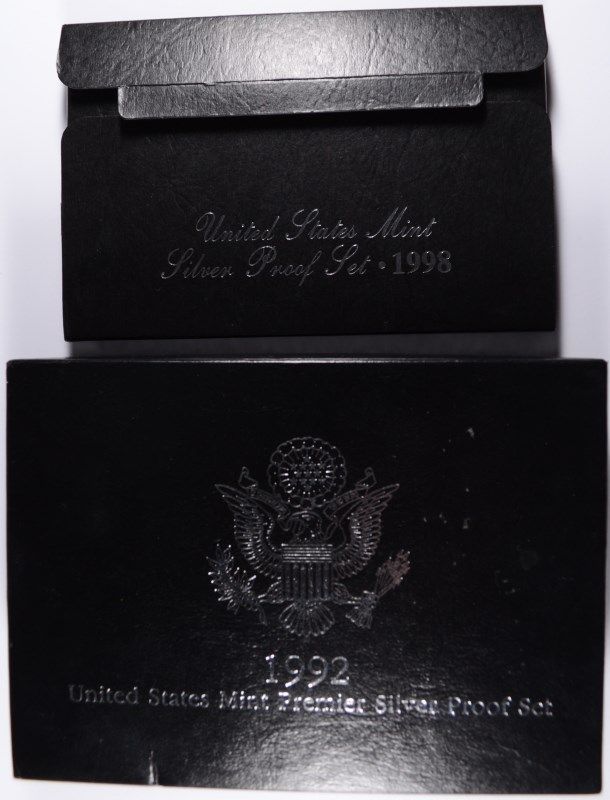 United States Mint
Silver Proof Set • 1998
1992
United States Mint Premier Silver Proof Set